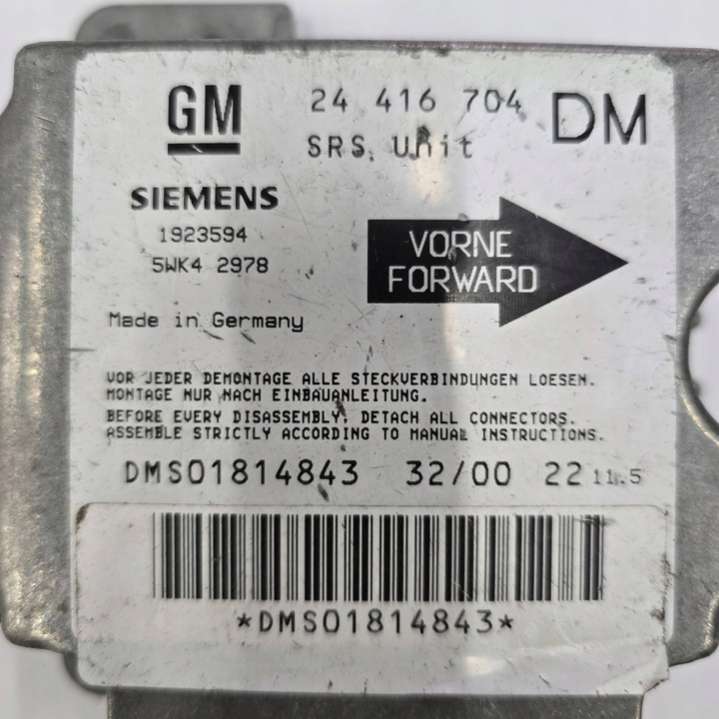 GM 24 416 704 DM
SRS. Unit
SIEMENS
1923594
5WK4 2978
VORNE
FORWARD
Made in Germany
VOR JEDER DEMONTAGE ALLE STECKVERBINDUNGEN LOESEN.
MONTAGE NUR NACH EINBAUANLEITUNG.
BEFORE EVERY DISASSEMBLY, DETACH ALL CONNECTORS.
ASSEMBLE STRICTLY ACCORDING TO MANUAL INSTRUCTIONS.
DMS01814843 32/00 22 11.5
*DMS01814843*